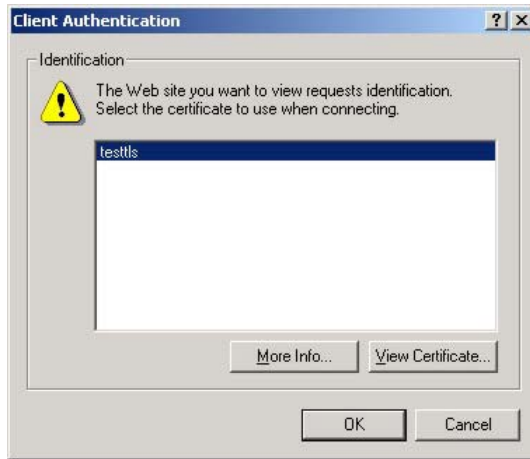 Client Authentication
Identification
The Web site you want to view requests identification.
Select the certificate to use when connecting.
testtls
More Info... View Certificate...
OK Cancel